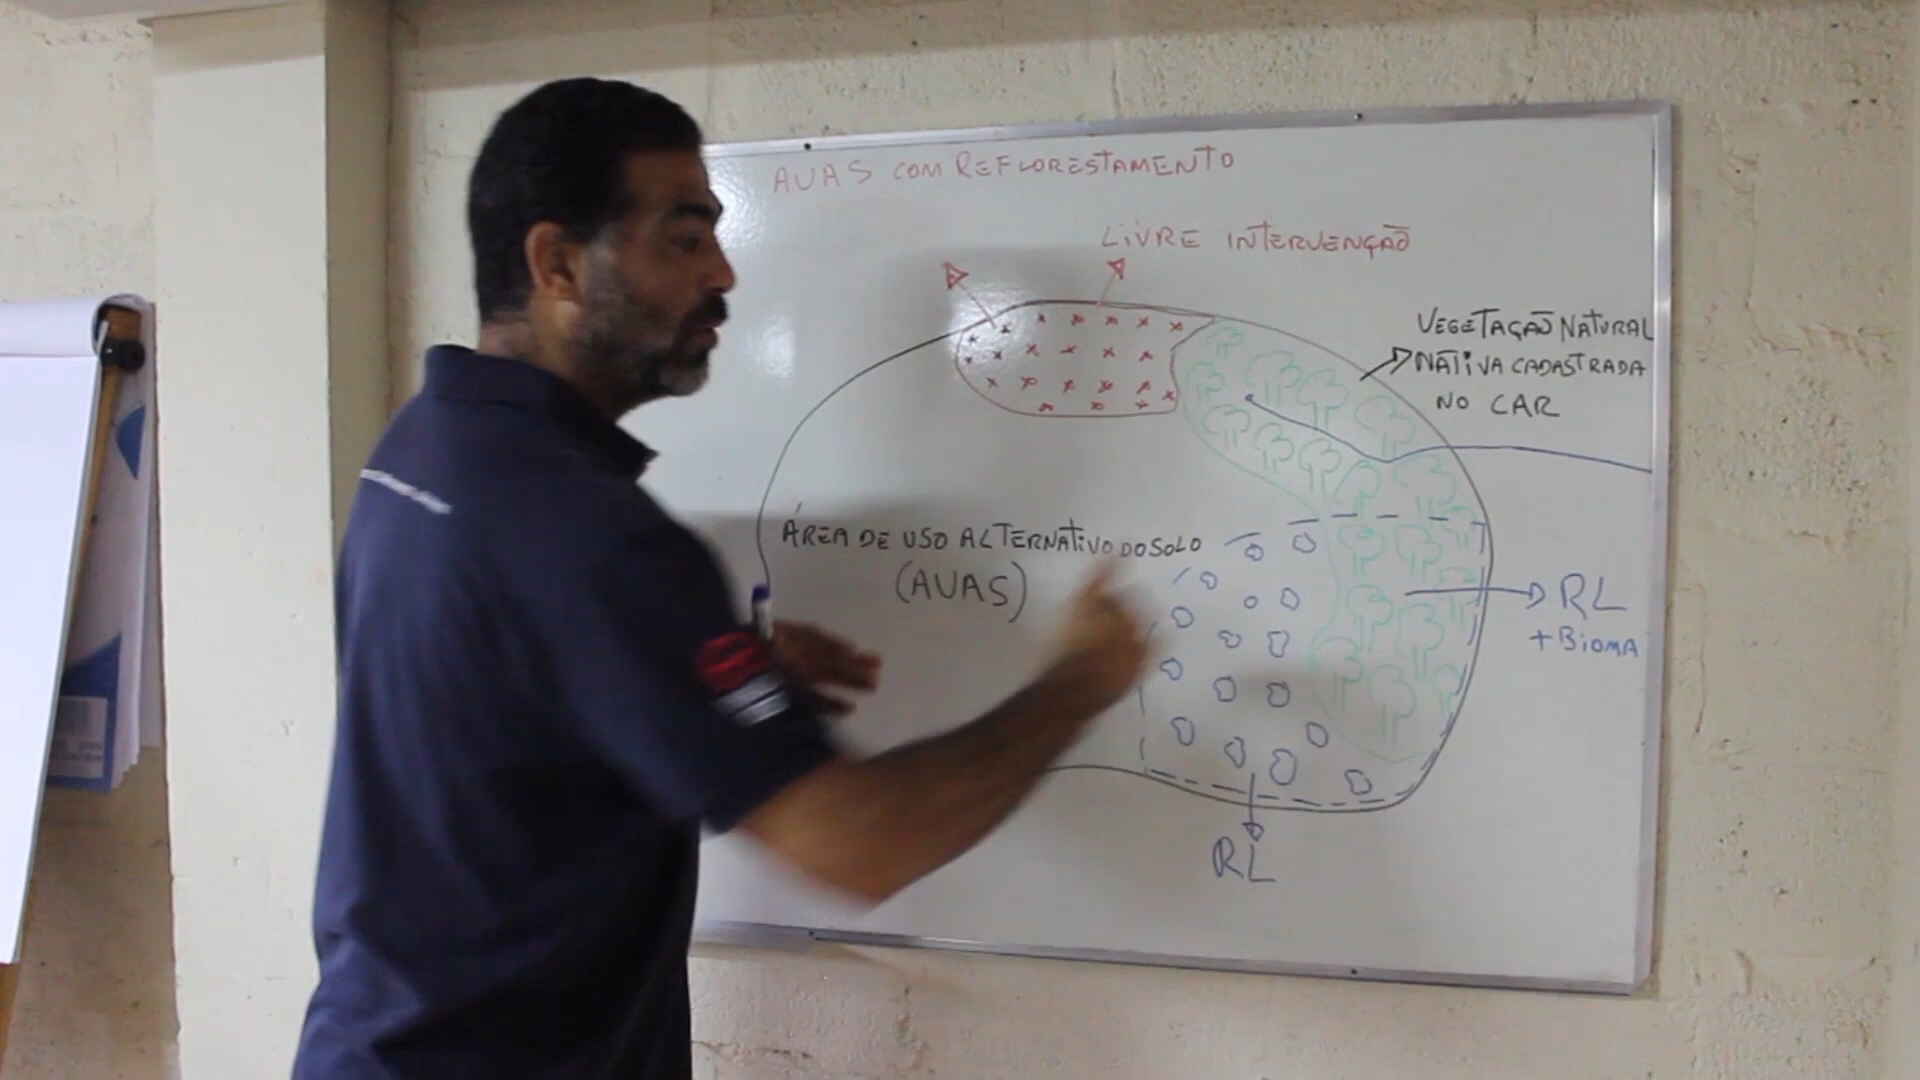 AUAS COM REFLORESTAMENTO
LIVRE INTERVENÇÃO
VEGETAÇÃO NATURAL
NATIVA CADASTRADA
NO CAR
ÁREA DE USO ALTERNATIVO DO SOLO
(AUAS)
RL
+ BIOMA
RL